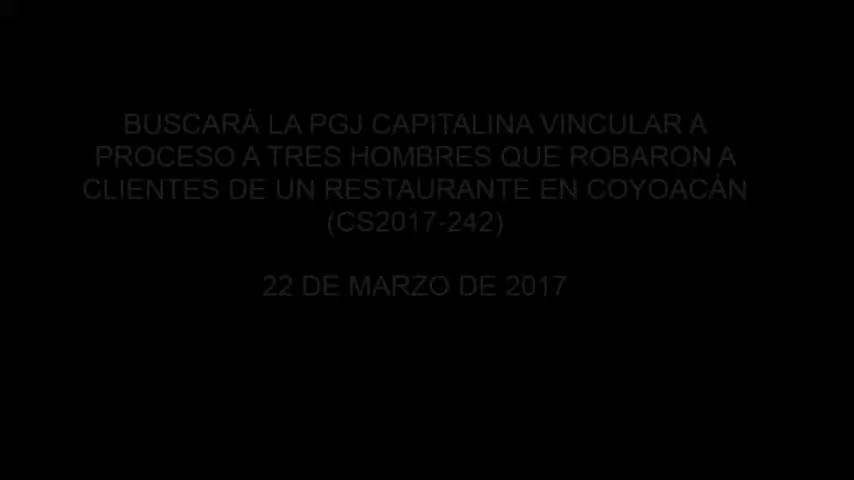 BUSCARÁ LA PGJ CAPITALINA VINCULAR A
PROCESO A TRES HOMBRES QUE ROBARON A
CLIENTES DE UN RESTAURANTE EN COYOACÁN
(CS2017-242)
22 DE MARZO DE 2017